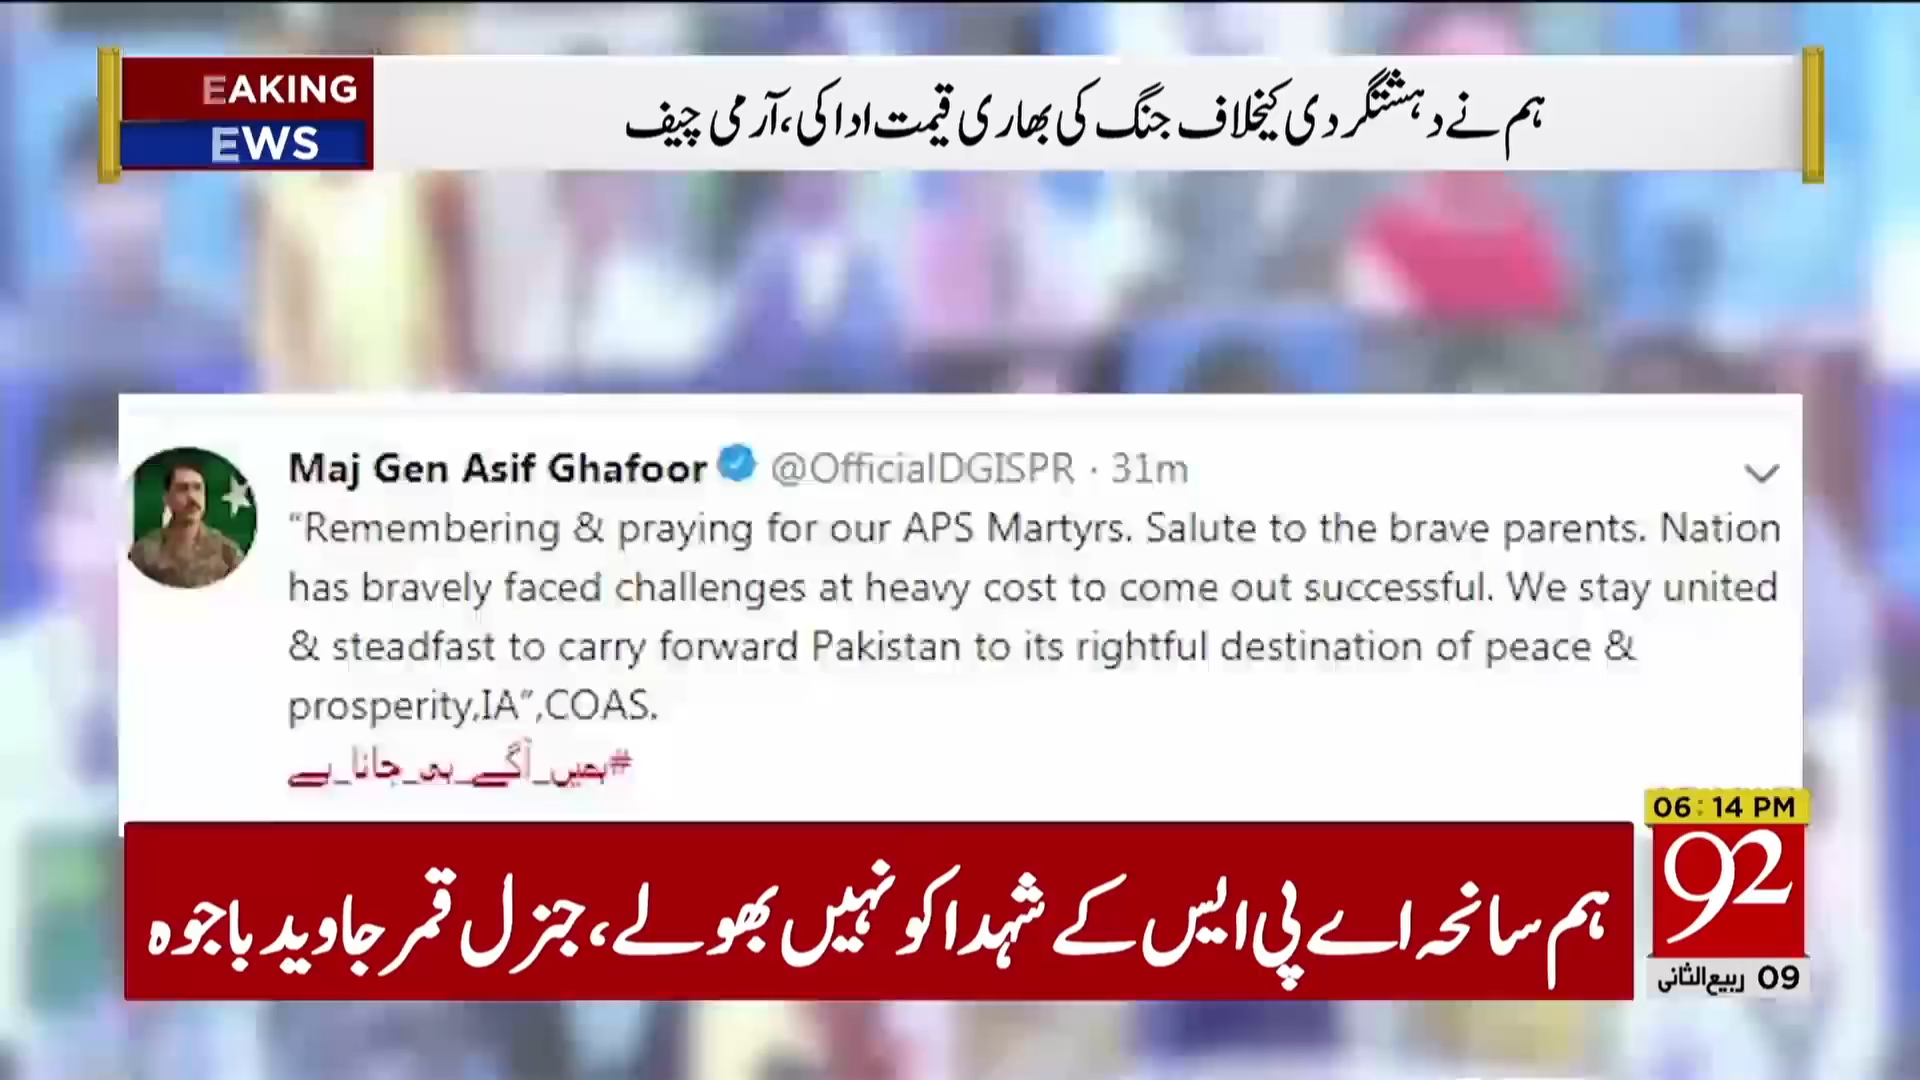 EAKING
EWS
ہم نے دہشتگردی کیخلاف جنگ کی بھاری قیمت ادا کی، آرمی چیف
Maj Gen Asif Ghafoor @OfficialDGISPR · 31m
“Remembering & praying for our APS Martyrs. Salute to the brave parents. Nation
has bravely faced challenges at heavy cost to come out successful. We stay united
& steadfast to carry forward Pakistan to its rightful destination of peace &
prosperity,IA”,COAS.
#ہمیں_آگے_ہی_جانا_ہے
06:14 PM
92
ہم سانحہ اے پی ایس کے شہدا کو نہیں بھولے، جنرل قمر جاوید باجوہ
09 ربیع الثانی